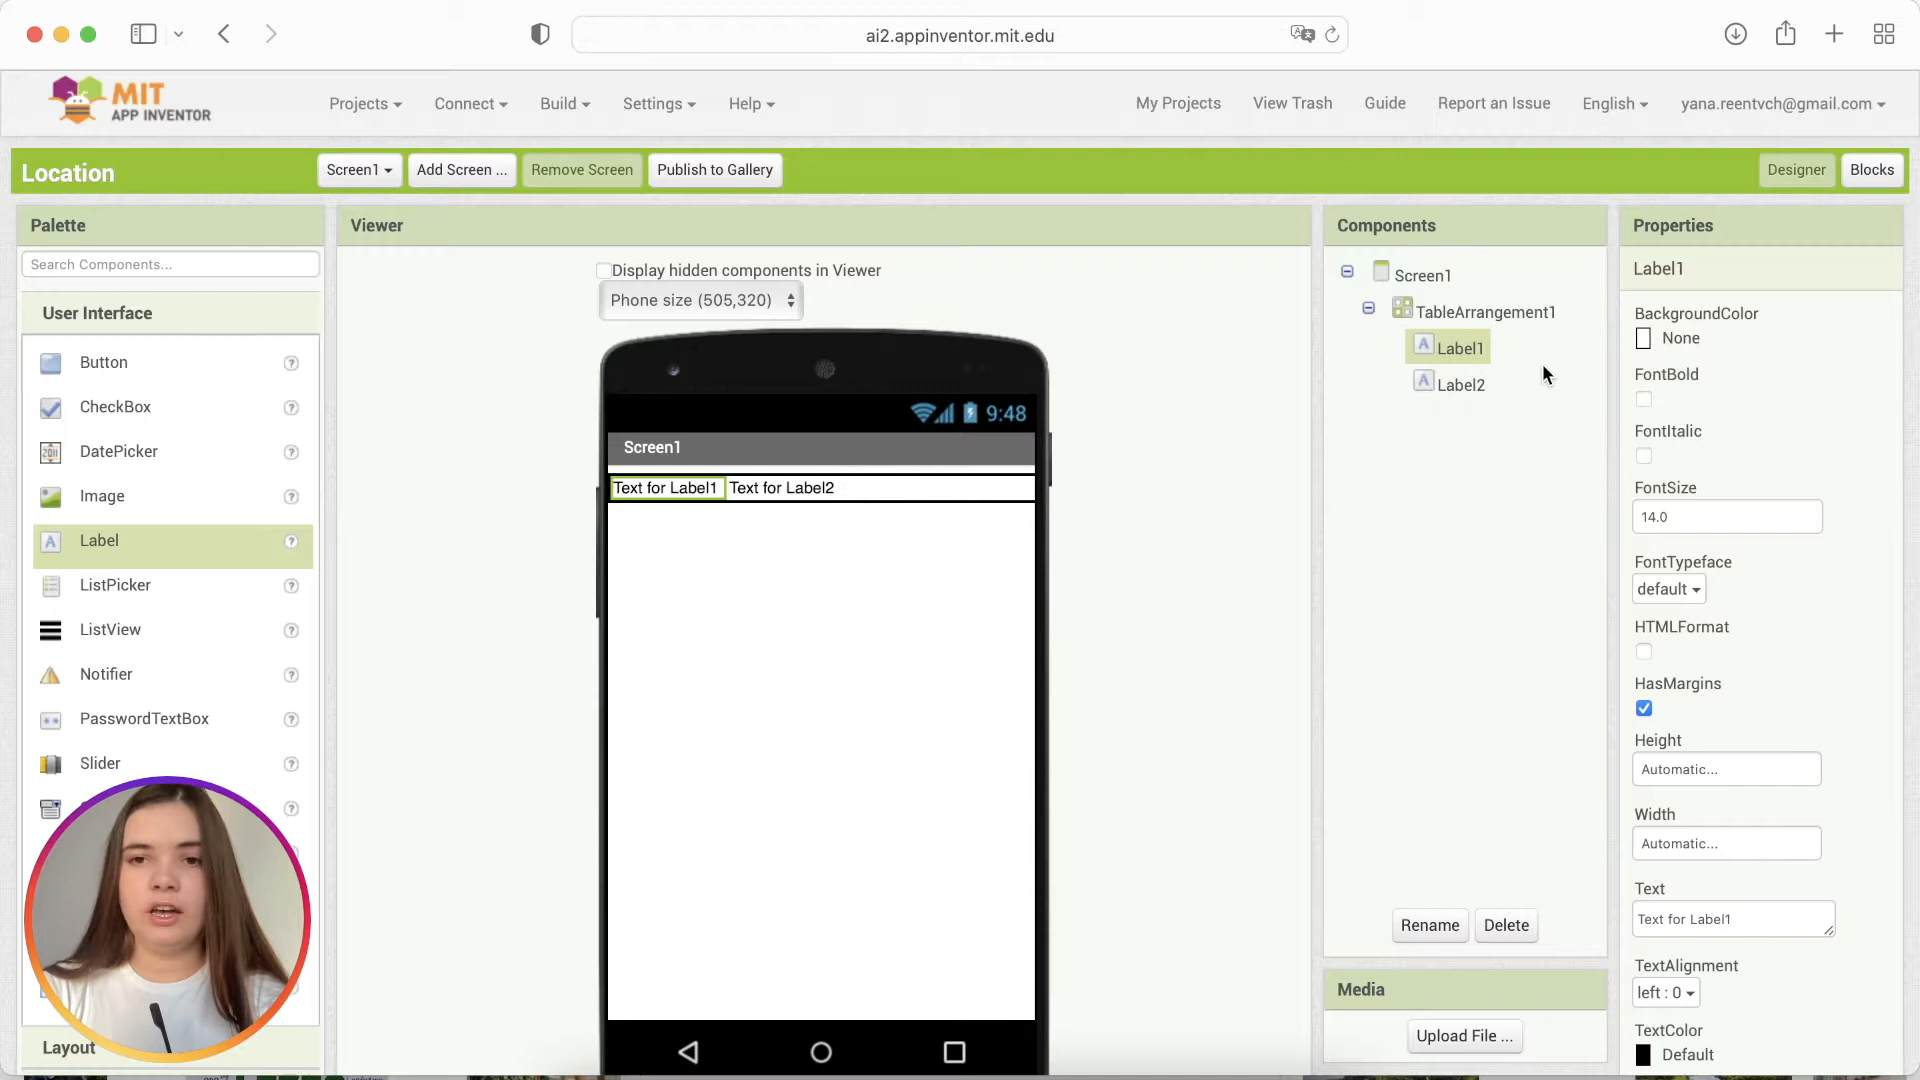 ai2.appinventor.mit.edu
MIT
APP INVENTOR
Projects
Connect
Build
Settings
Help
My Projects
View Trash
Guide
Report an Issue
English
yana.reentvch@gmail.com
Location
Screen1
Add Screen ...
Remove Screen
Publish to Gallery
Designer
Blocks
Palette
Search Components...
User Interface
Button
CheckBox
DatePicker
Image
Label
ListPicker
ListView
Notifier
PasswordTextBox
Slider
Layout
Viewer
Display hidden components in Viewer
Phone size (505,320)
9:48
Screen1
Text for Label1
Text for Label2
Components
Screen1
TableArrangement1
Label1
Label2
Rename
Delete
Media
Upload File ...
Properties
Label1
BackgroundColor
None
FontBold
FontItalic
FontSize
14.0
FontTypeface
default
HTMLFormat
HasMargins
Height
Automatic...
Width
Automatic...
Text
Text for Label1
TextAlignment
left : 0
TextColor
Default